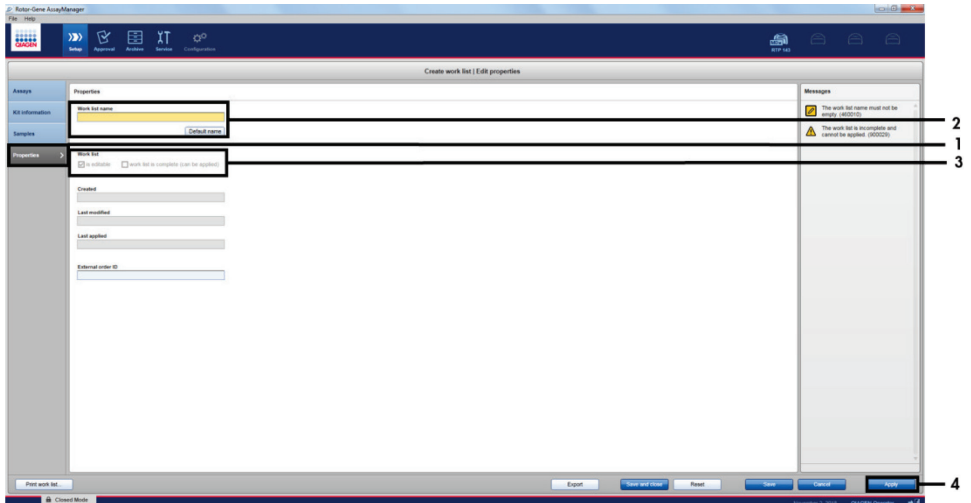 Rotor-Gene AssayManager
File Help
QIAGEN
Setup Approval Archive Service Configuration
RTP 143
Create work list | Edit properties
Assays
Kit information
Samples
Properties
Properties
Work list name
Default name
Work list
is editable work list is complete (can be applied)
Created
Last modified
Last applied
External order ID
Messages
The work list name must not be empty. (460010)
The work list is incomplete and cannot be applied. (900029)
2
1
3
4
Print work list...
Export
Save and close
Reset
Save
Cancel
Apply
Closed Mode